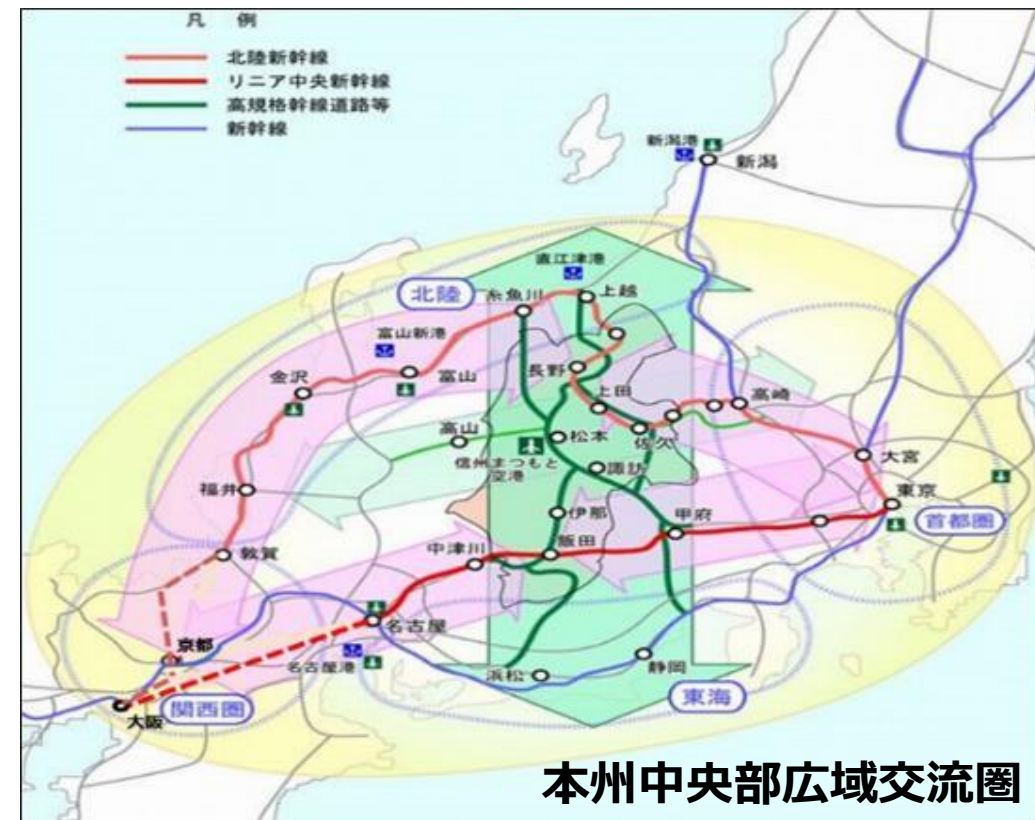 凡 例
北陸新幹線
リニア中央新幹線
高規格幹線道路等
新幹線
新潟港
新潟
直江津港
北陸
糸魚川
上越
富山新港
金沢
富山
長野
上田
高崎
高山
松本
佐久
信州まつもと
空港
諏訪
大宮
福井
東京
伊那
甲府
首都圏
敦賀
中津川
飯田
名古屋
京都
名古屋港
静岡
浜松
関西圏
東海
大阪
本州中央部広域交流圏